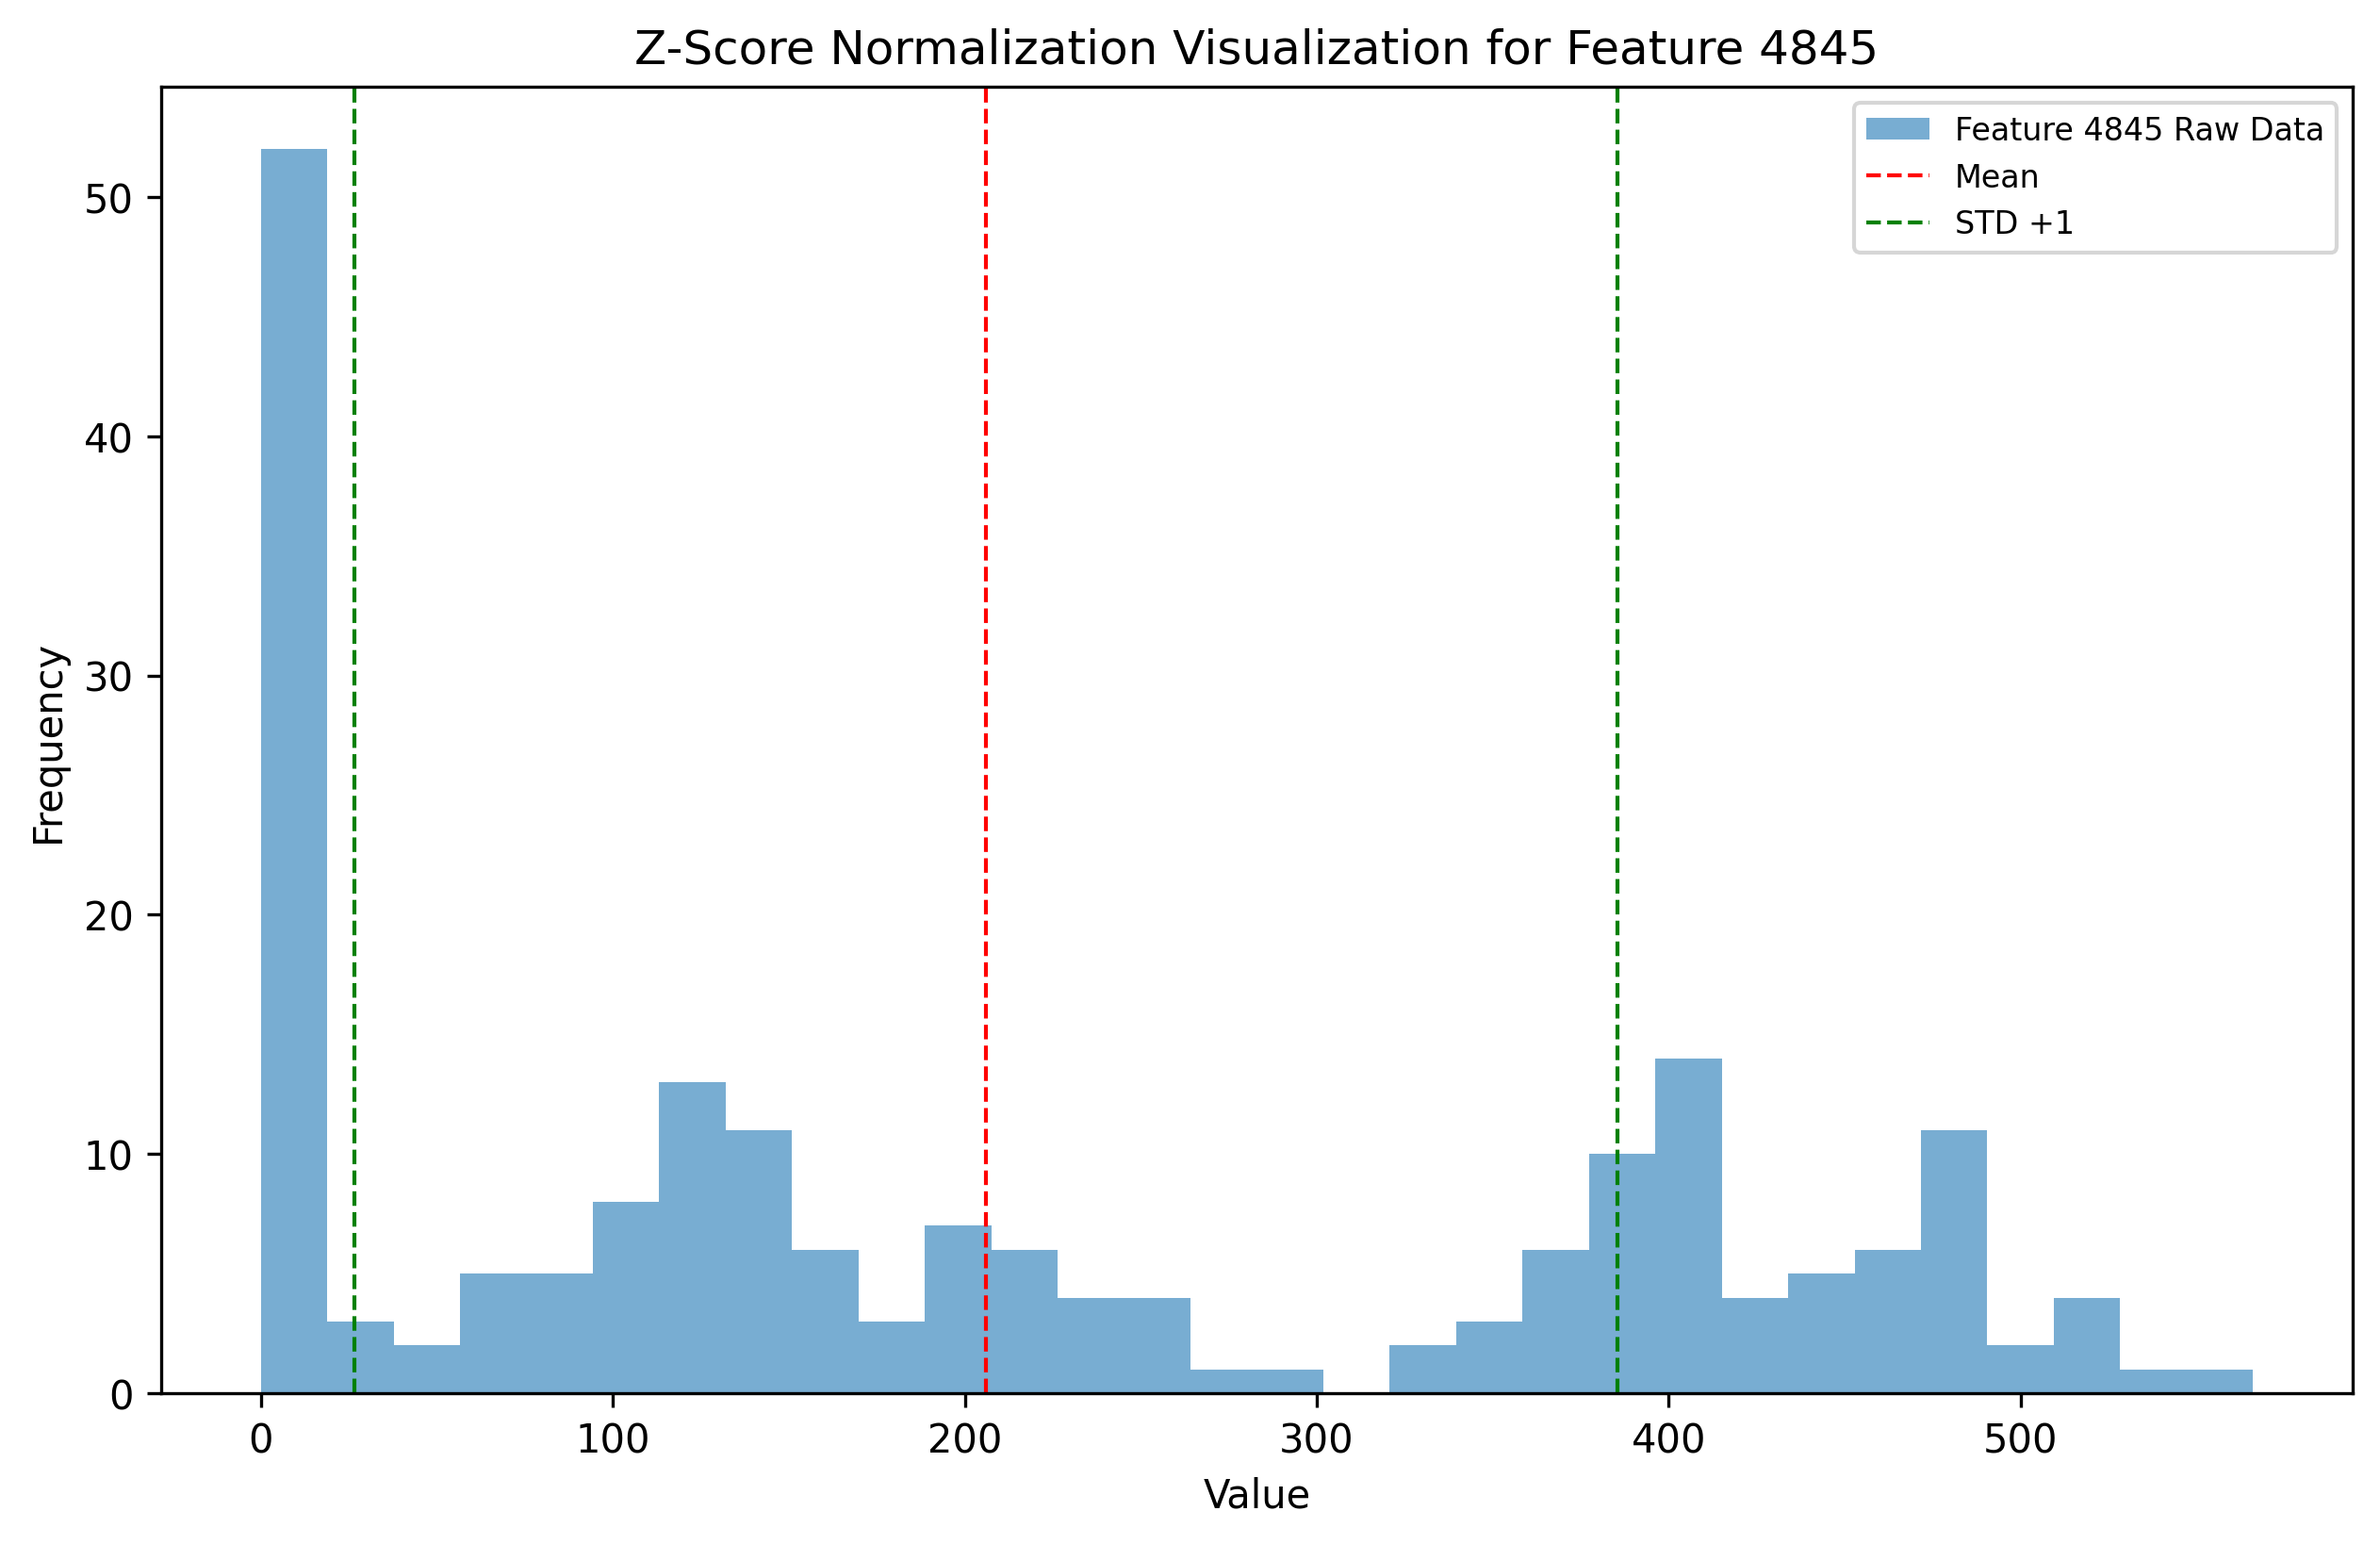 Z-Score Normalization Visualization for Feature 4845
Feature 4845 Raw Data
Mean
STD +1
Frequency
50
40
30
20
10
0
0 100 200 300 400 500
Value